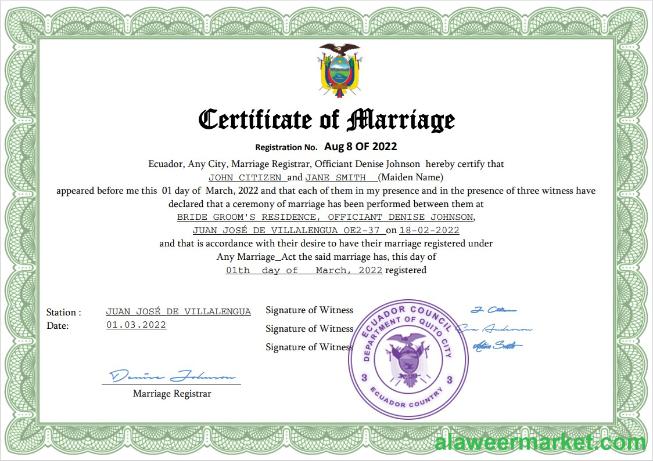 Certificate of Marriage
Registration No. Aug 8 OF 2022
Ecuador, Any City, Marriage Registrar, Officiant Denise Johnson hereby certify that
JOHN CITIZEN and JANE SMITH (Maiden Name)
appeared before me this 01 day of March, 2022 and that each of them in my presence and in the presence of three witness have
declared that a ceremony of marriage has been performed between them at
BRIDE GROOM'S RESIDENCE, OFFICIANT DENISE JOHNSON,
JUAN JOSÉ DE VILLALENGUA OE2-37 on 18-02-2022
and that is accordance with their desire to have their marriage registered under
Any Marriage_Act the said marriage has, this day of
01th day of March, 2022 registered
Station : JUAN JOSÉ DE VILLALENGUA
Date: 01.03.2022
Signature of Witness
Signature of Witness
Signature of Witness
Denise Johnson
Marriage Registrar
ECUADOR COUNCIL
DEPARTMENT OF QUITO CITY
3 3
ECUADOR COUNTRY
alaweermarket.com